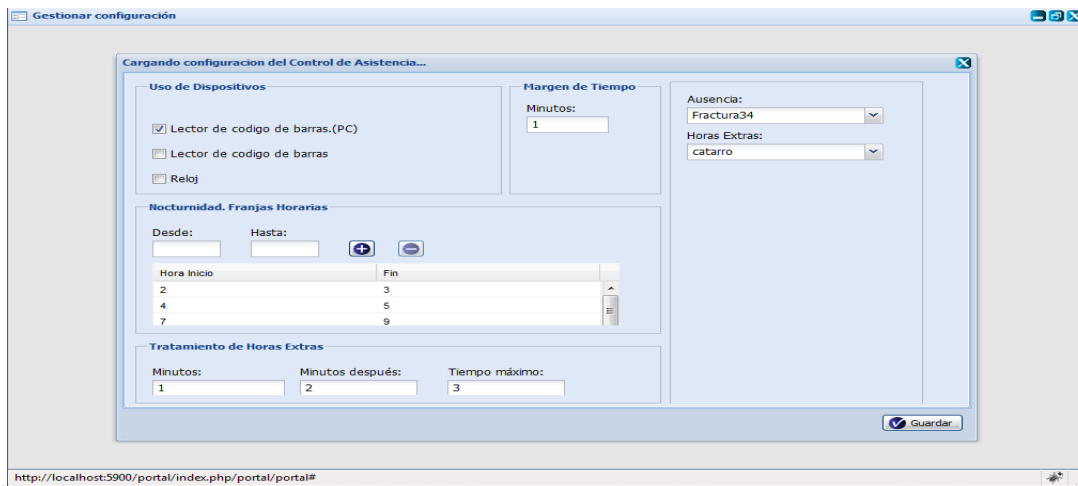 Gestionar configuración
Cargando configuracion del Control de Asistencia...
Uso de Dispositivos
Lector de codigo de barras.(PC)
Lector de codigo de barras
Reloj
Margen de Tiempo
Minutos:
1
Ausencia:
Fractura34
Horas Extras:
catarro
Nocturnidad. Franjas Horarias
Desde: Hasta:
Hora Inicio Fin
2 3
4 5
7 9
Tratamiento de Horas Extras
Minutos: Minutos después: Tiempo máximo:
1 2 3
Guardar
http://localhost:5900/portal/index.php/portal/portal#